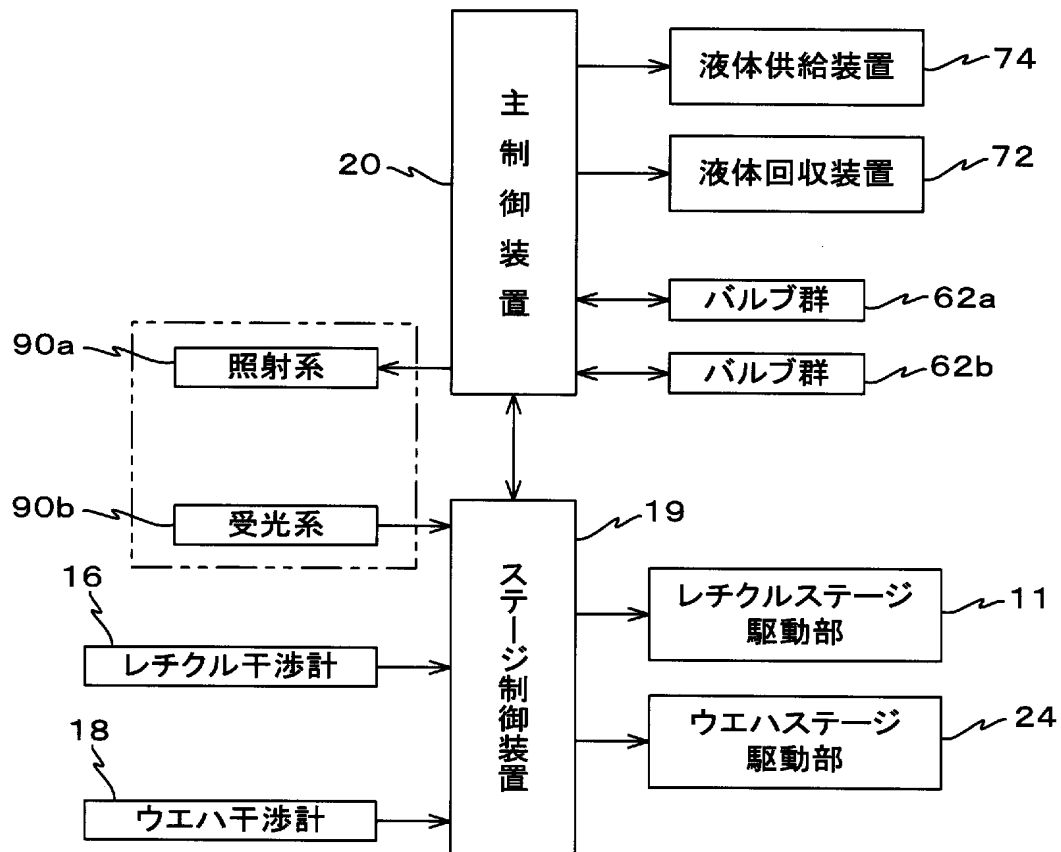 主制御装置
20
液体供給装置
74
液体回収装置
72
バルブ群
62a
バルブ群
62b
90a
照射系
90b
受光系
ステージ制御装置
19
16
レチクル干渉計
18
ウエハ干渉計
レチクルステージ
駆動部
11
ウエハステージ
駆動部
24